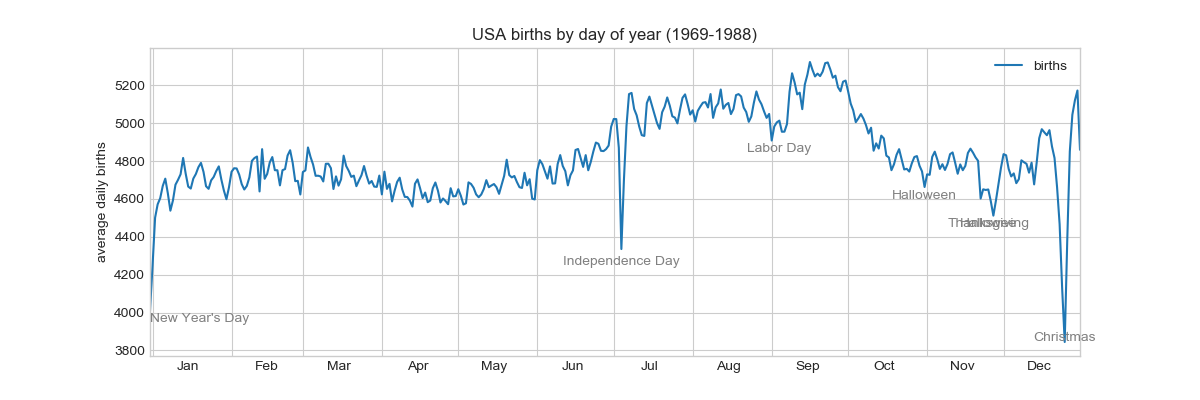 USA births by day of year (1969-1988)
births
average daily births
5200
5000
4800
4600
4400
4200
4000
3800
Labor Day
Halloween
Thanksgiving
Halloween
Independence Day
New Year's Day
Christmas
Jan Feb Mar Apr May Jun Jul Aug Sep Oct Nov Dec